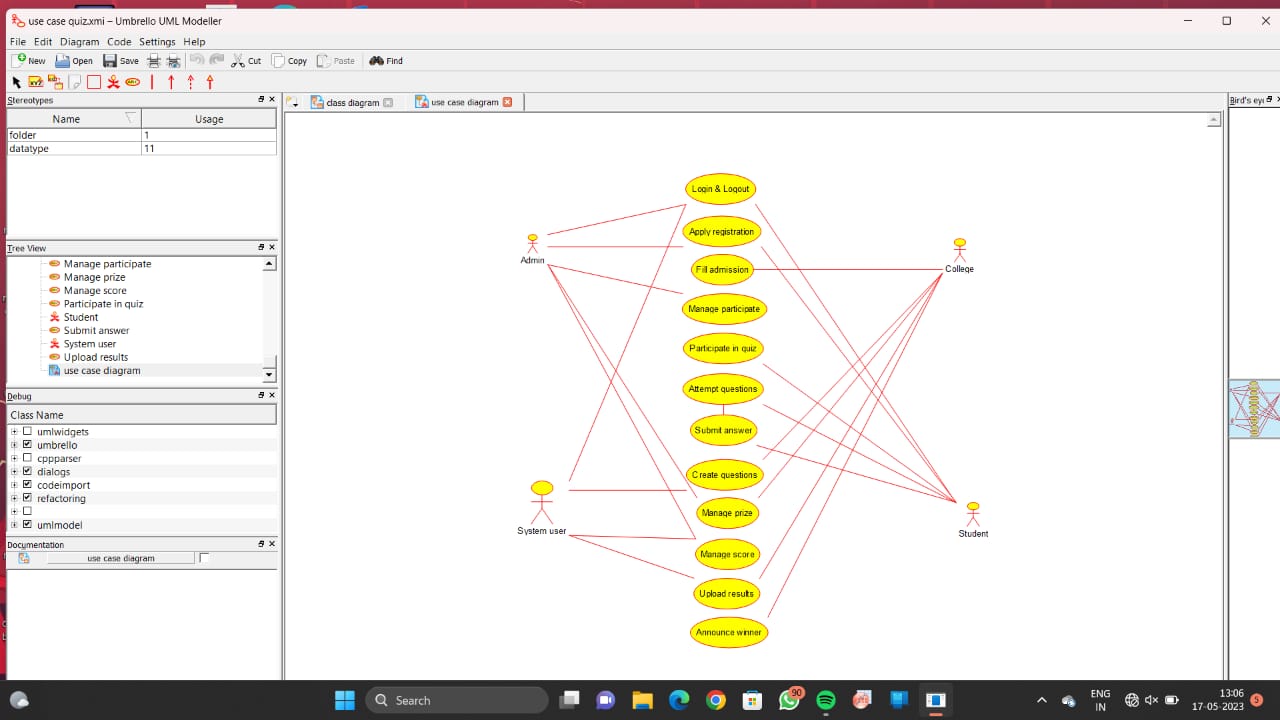 use case quiz.xmi – Umbrello UML Modeller
File Edit Diagram Code Settings Help
New Open Save Cut Copy Paste Find
Stereotypes
Name Usage
folder 1
datatype 11
Tree View
Manage participate
Manage prize
Manage score
Participate in quiz
Student
Submit answer
System user
Upload results
use case diagram
Debug
Class Name
umlwidgets
umbrello
cppparser
dialogs
codeimport
refactoring
umlmodel
Documentation
use case diagram
class diagram use case diagram
Bird's ey
Login & Logout
Apply registration
Admin
College
Fill admission
Manage participate
Participate in quiz
Attempt questions
Submit answer
Create questions
Manage prize
System user
Student
Manage score
Upload results
Announce winner
Search
90
ENG
IN
13:06
17-05-2023
5